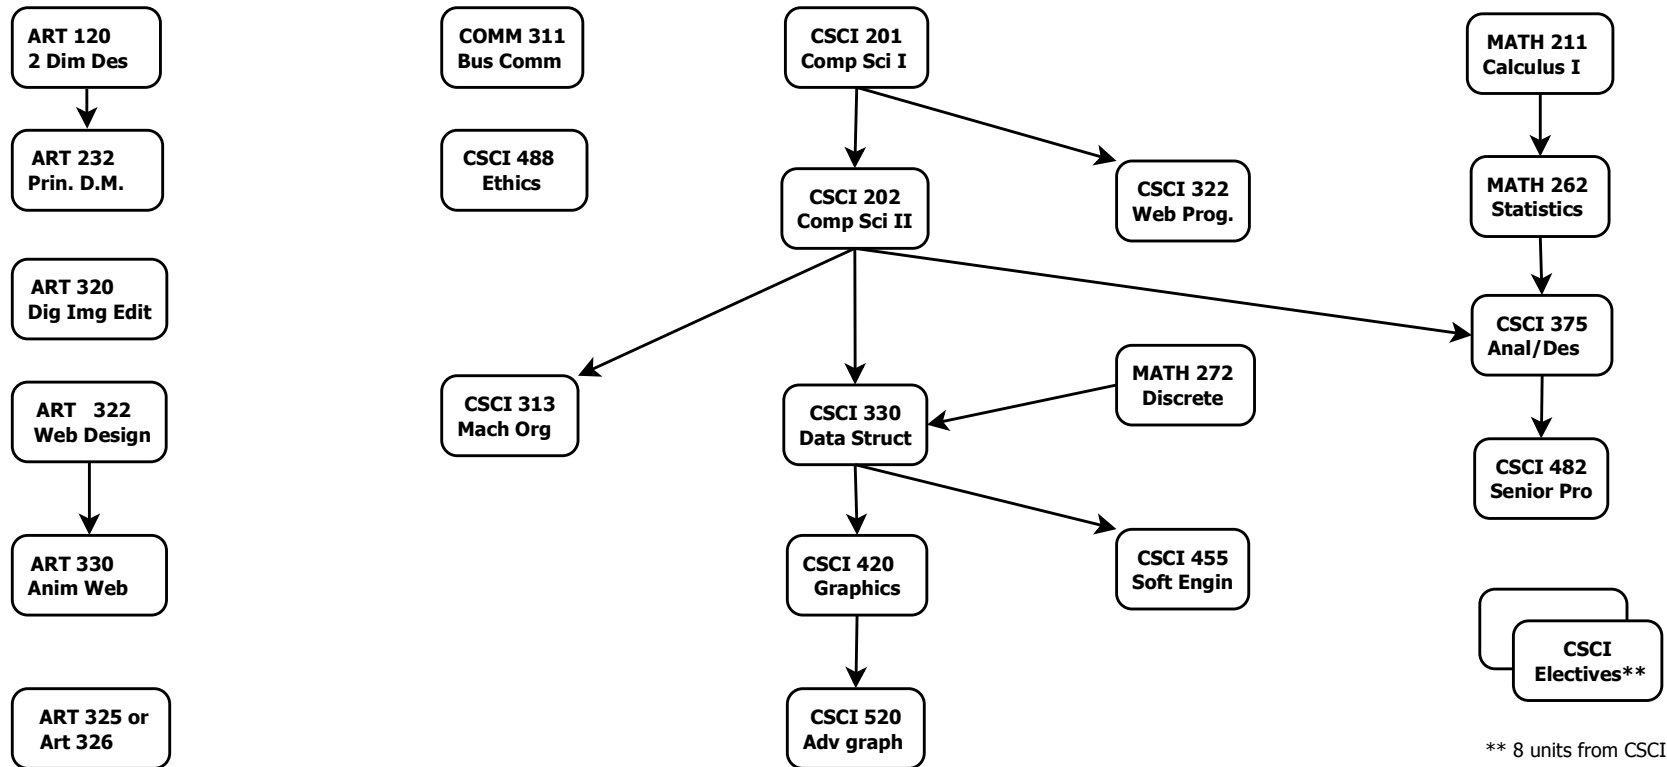 ART 120
2 Dim Des
COMM 311
Bus Comm
CSCI 201
Comp Sci I
MATH 211
Calculus I
ART 232
Prin. D.M.
CSCI 488
Ethics
CSCI 202
Comp Sci II
CSCI 322
Web Prog.
MATH 262
Statistics
ART 320
Dig Img Edit
CSCI 375
Anal/Des
ART 322
Web Design
CSCI 313
Mach Org
CSCI 330
Data Struct
MATH 272
Discrete
CSCI 482
Senior Pro
ART 330
Anim Web
CSCI 420
Graphics
CSCI 455
Soft Engin
CSCI
Electives**
ART 325 or
Art 326
CSCI 520
Adv graph
** 8 units from CSCI